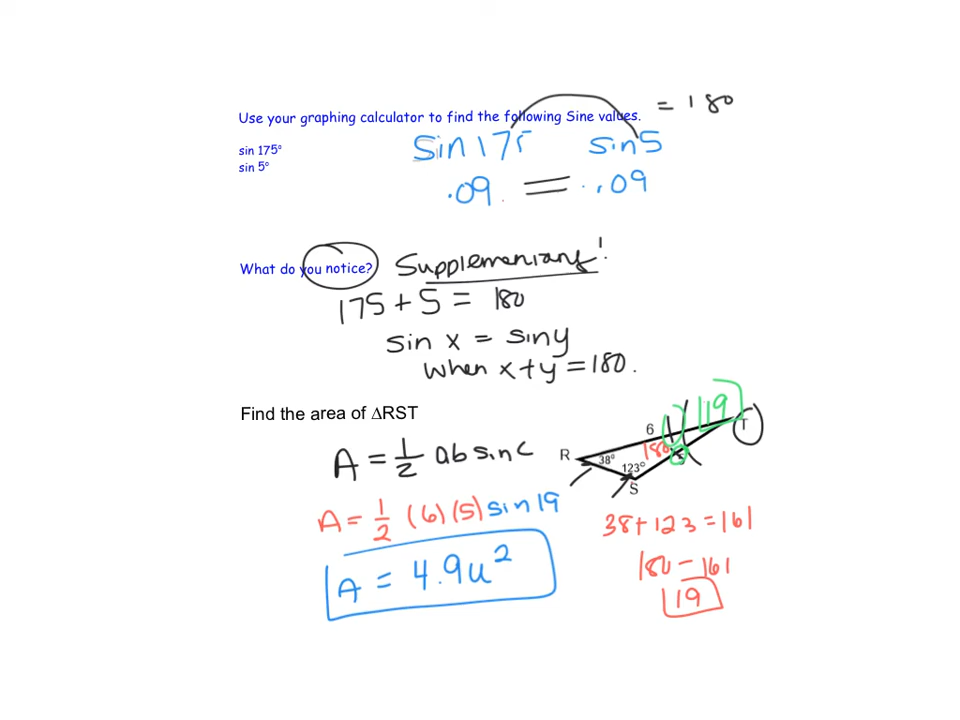 = 180
Use your graphing calculator to find the following Sine values.
sin 175°
sin 5°
Sin 175 sin 5
.09 = .09
What do you notice? Supplemeniary!
175 + 5 = 180
sin x = sin y
when x + y = 180.
Find the area of ∆RST
A = 1/2 ab sin C
R 6 19 T
38° 123° 180
S
A = 1/2 (6)(5) sin 19
A = 4.9u²
38 + 123 = 161
180 - 161
19